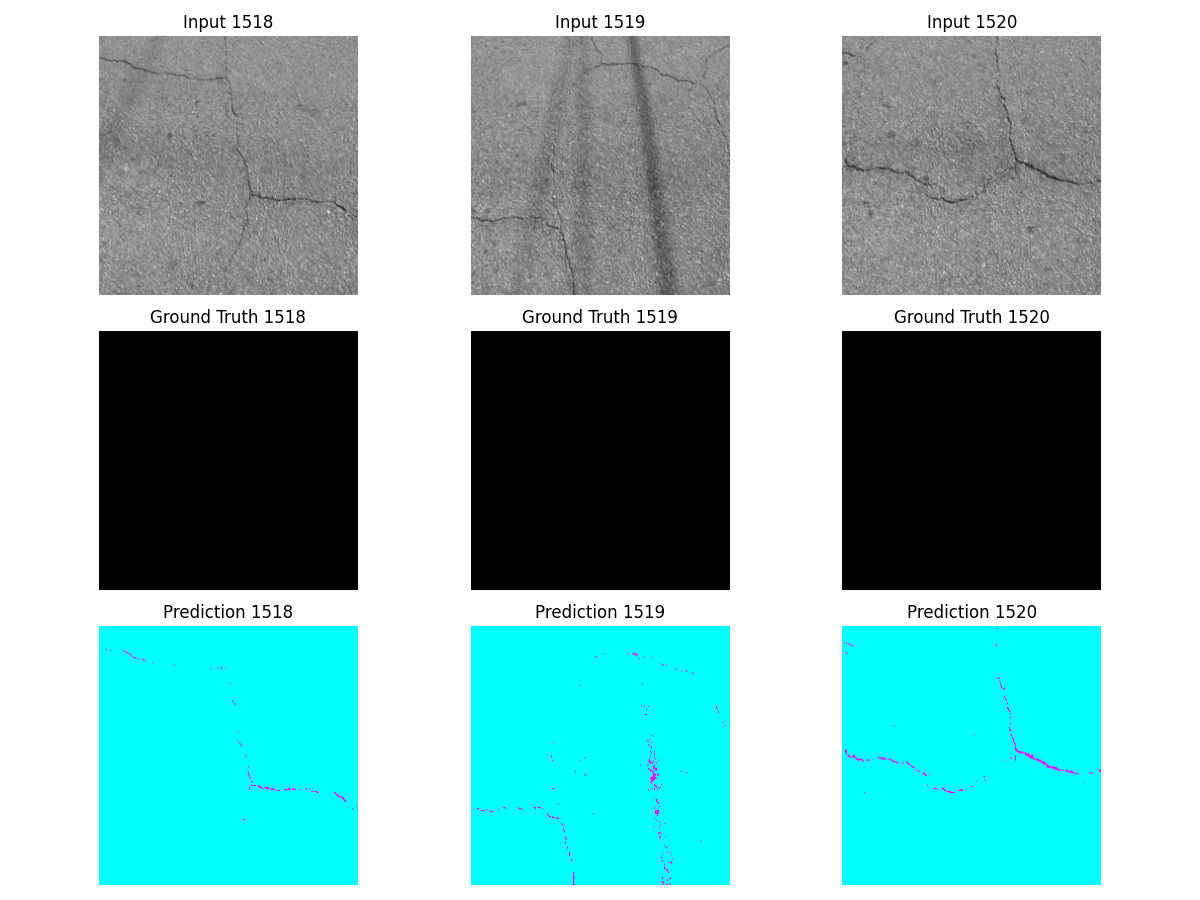 Input 1518
Input 1519
Input 1520
Ground Truth 1518
Ground Truth 1519
Ground Truth 1520
Prediction 1518
Prediction 1519
Prediction 1520